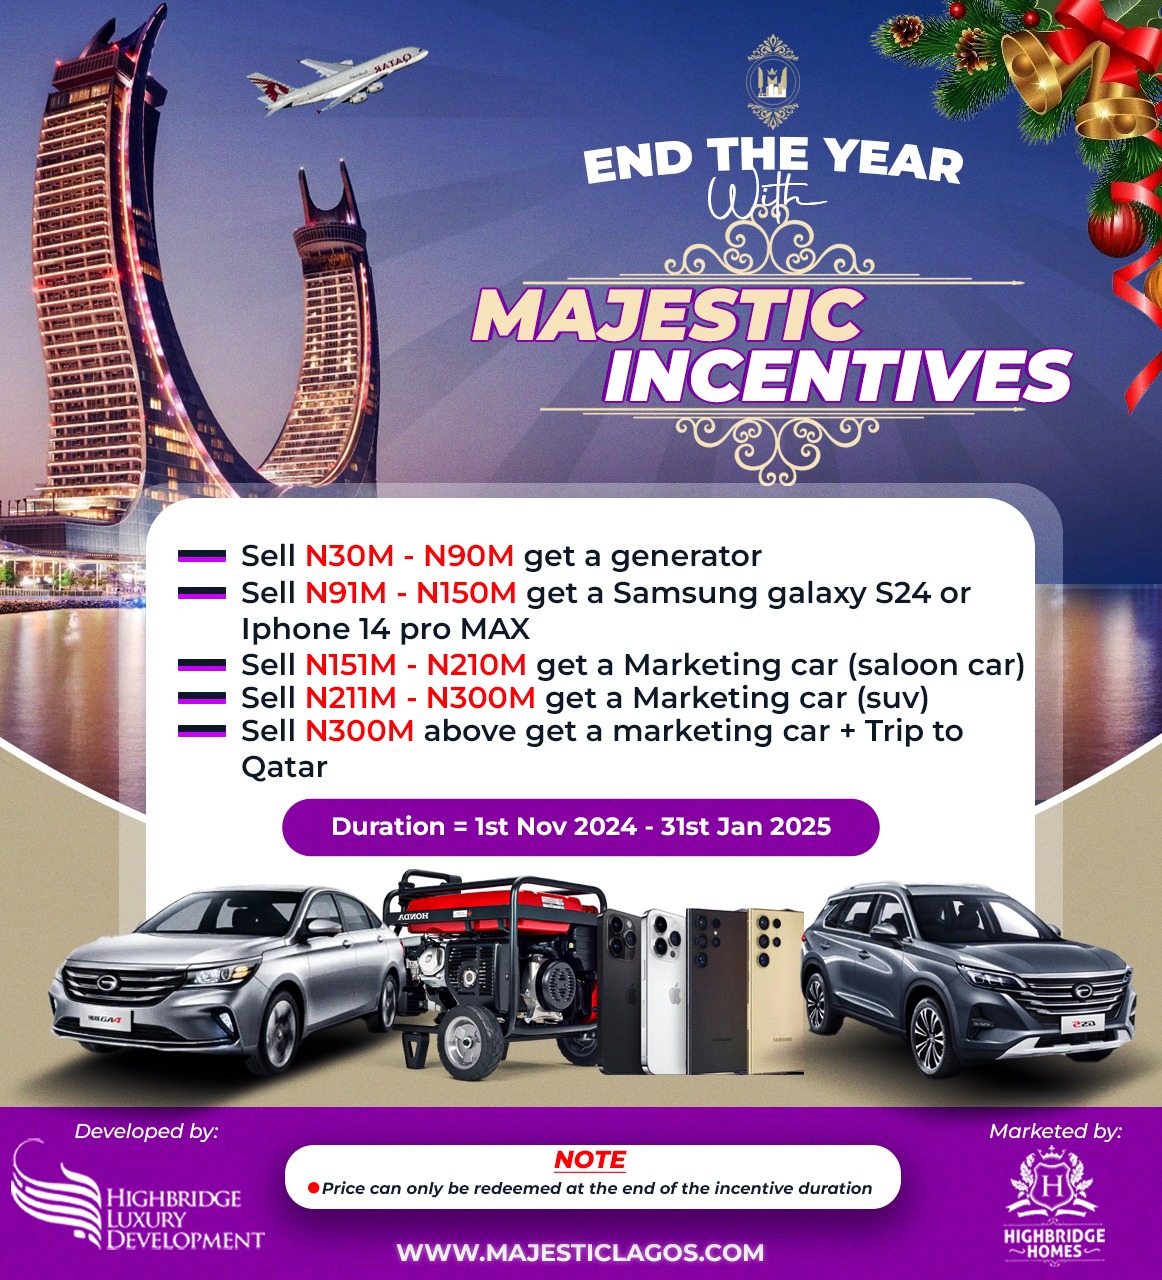 QATAR
END THE YEAR
With
MAJESTIC
INCENTIVES
Sell N30M - N90M get a generator
Sell N91M - N150M get a Samsung galaxy S24 or
Iphone 14 pro MAX
Sell N151M - N210M get a Marketing car (saloon car)
Sell N211M - N300M get a Marketing car (suv)
Sell N300M above get a marketing car + Trip to
Qatar
Duration = 1st Nov 2024 - 31st Jan 2025
HONDA
GA4
SAMSUNG
SAMSUNG
Developed by:
HIGHBRIDGE
LUXURY
DEVELOPMENT
NOTE
Price can only be redeemed at the end of the incentive duration
WWW.MAJESTICLAGOS.COM
Marketed by:
H
HIGHBRIDGE
HOMES